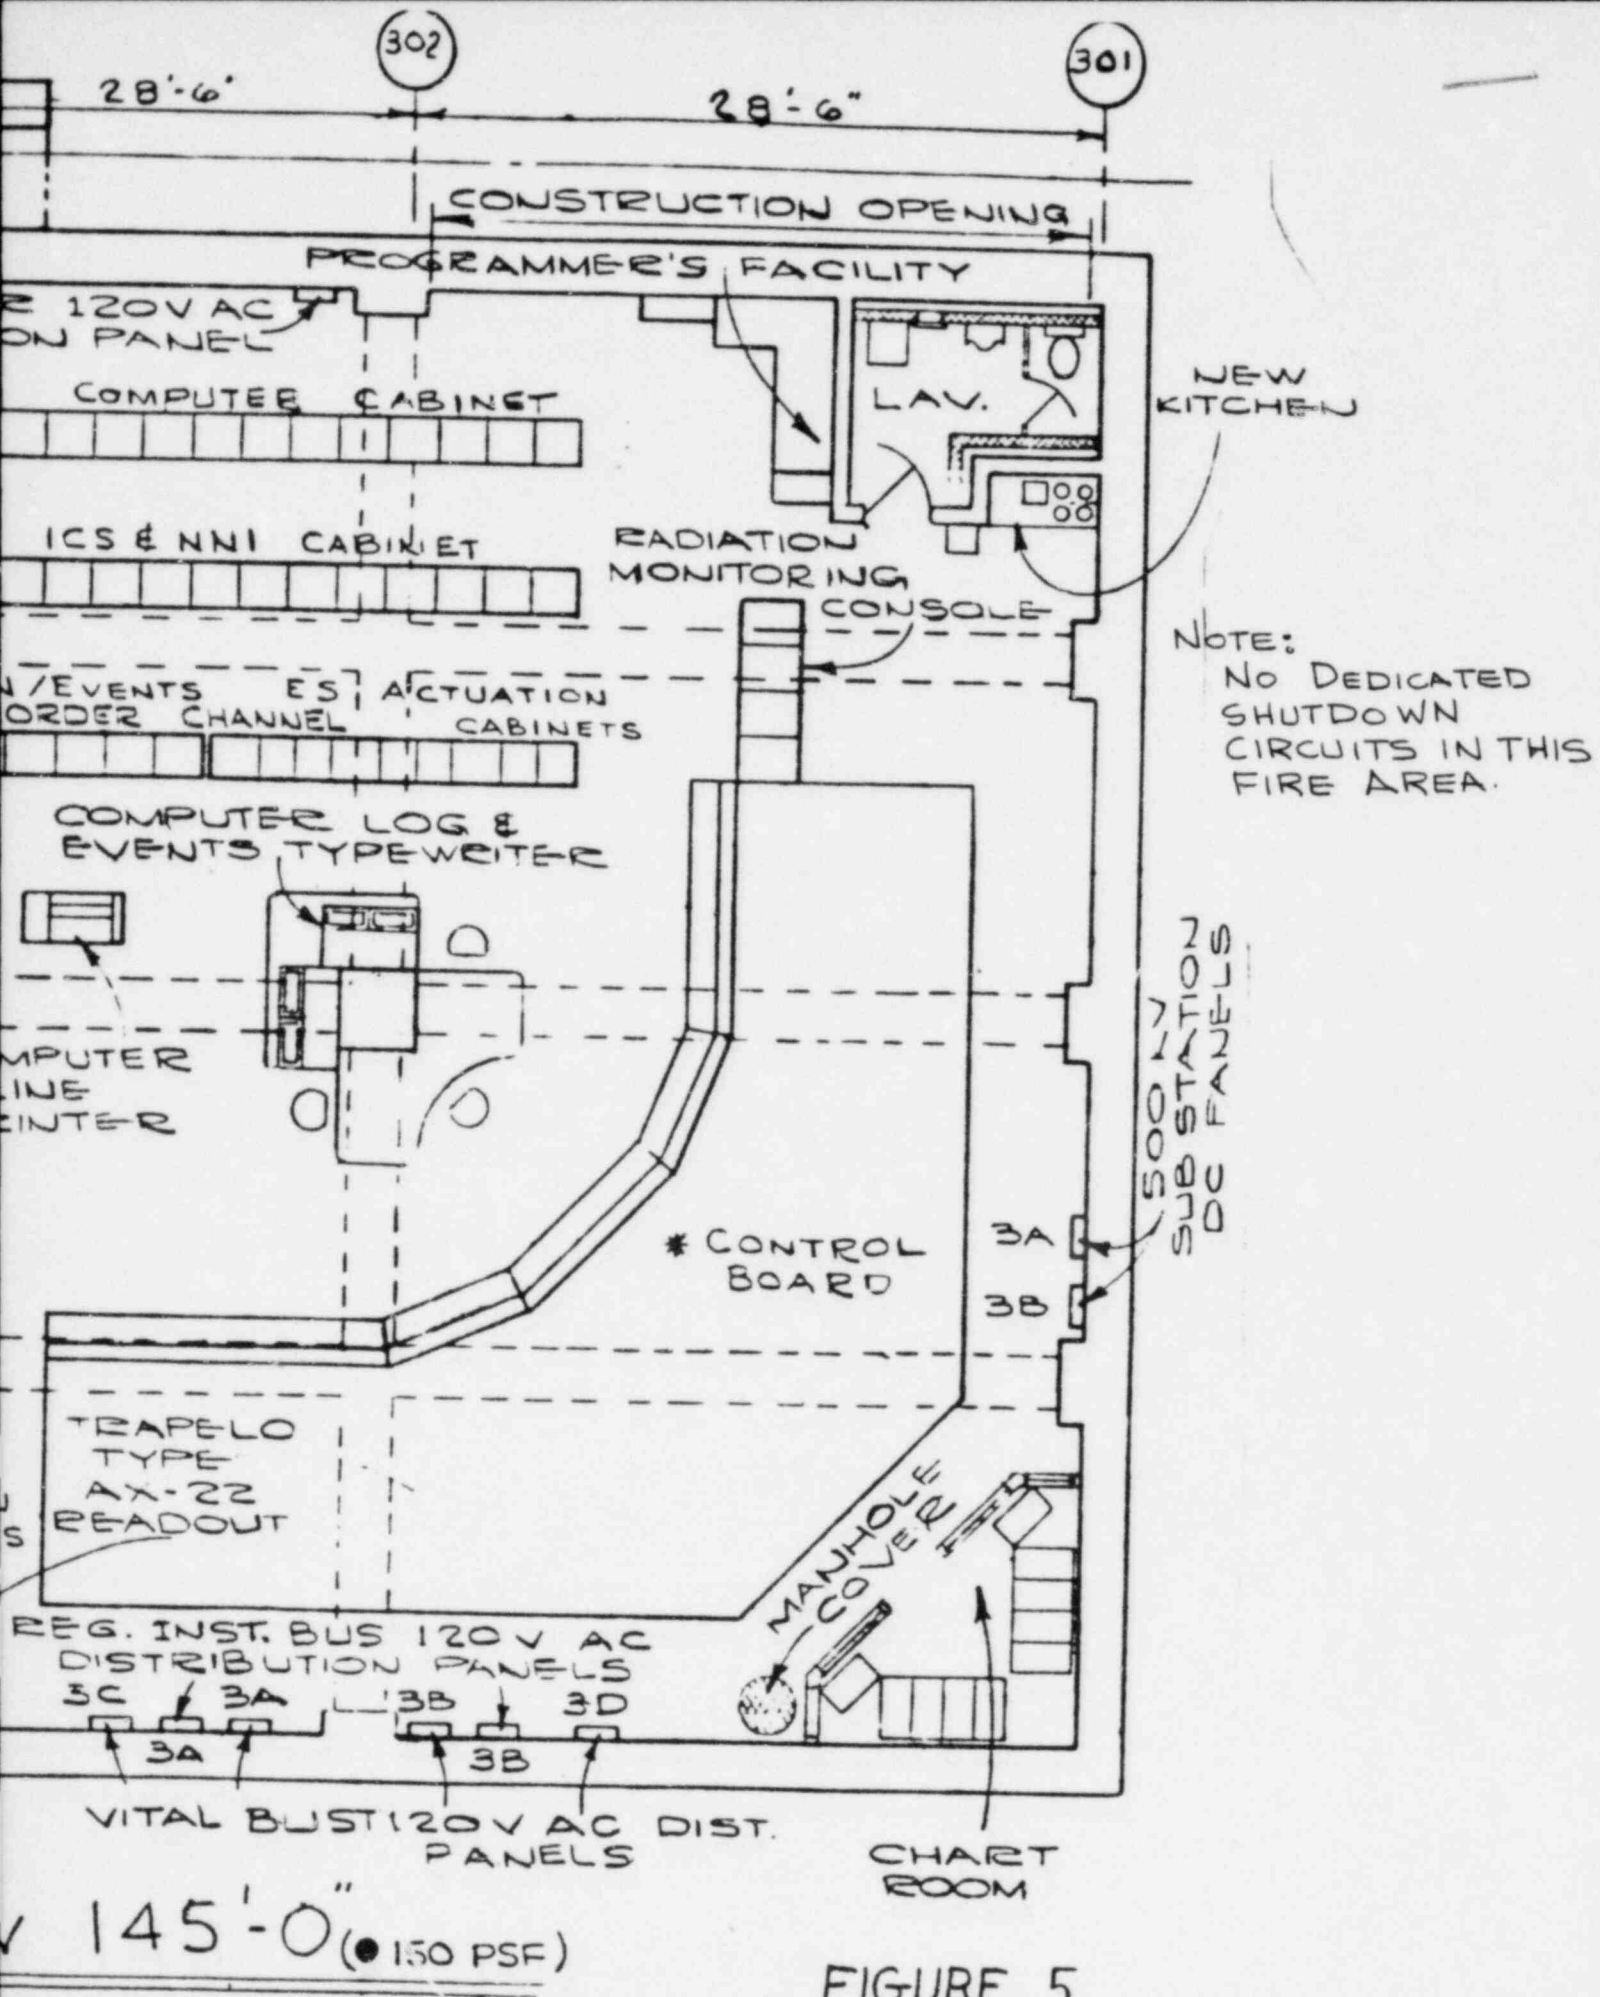 302
301
28'-6"
28'-6"
CONSTRUCTION OPENING
PROGRAMMER'S FACILITY
120V AC
ON PANEL
COMPUTER CABINET
LAV.
NEW
KITCHEN
ICS & NNI CABINET
RADIATION
MONITORING
CONSOLE
NOTE:
NO DEDICATED
SHUTDOWN
CIRCUITS IN THIS
FIRE AREA.
/EVENTS
ORDER CHANNEL
ES ACTUATION
CABINETS
COMPUTER LOG &
EVENTS TYPEWRITER
MPUTER
LINE
INTER
500 KV
SUBSTATION
DC PANELS
3A
3B
* CONTROL
BOARD
TRAPELO
TYPE
AX-22
READOUT
S
MANHOLE
COVER
REG. INST. BUS 120V AC
DISTRIBUTION PANELS
3C 3A 3B 3D
3A 3B
VITAL BUS 120V AC DIST.
PANELS
CHART
ROOM
145'-0" (● 150 PSF)
FIGURE 5